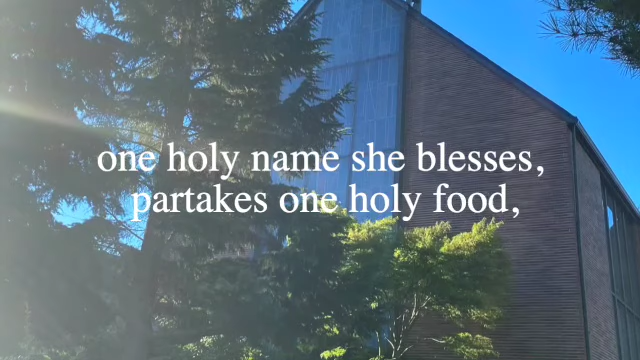 one holy name she blesses,
partakes one holy food,